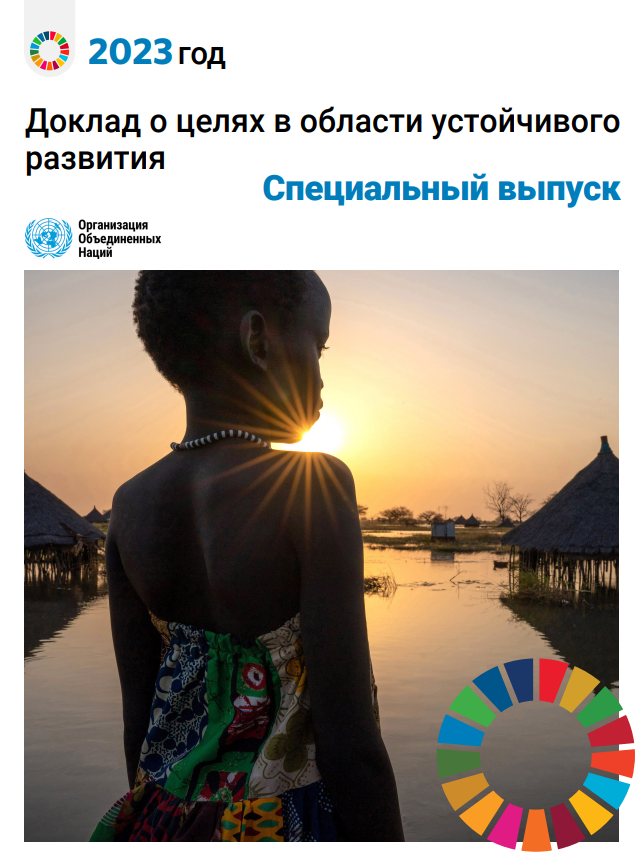 2023 год
Доклад о целях в области устойчивого
развития
Специальный выпуск
Организация
Объединенных
Наций